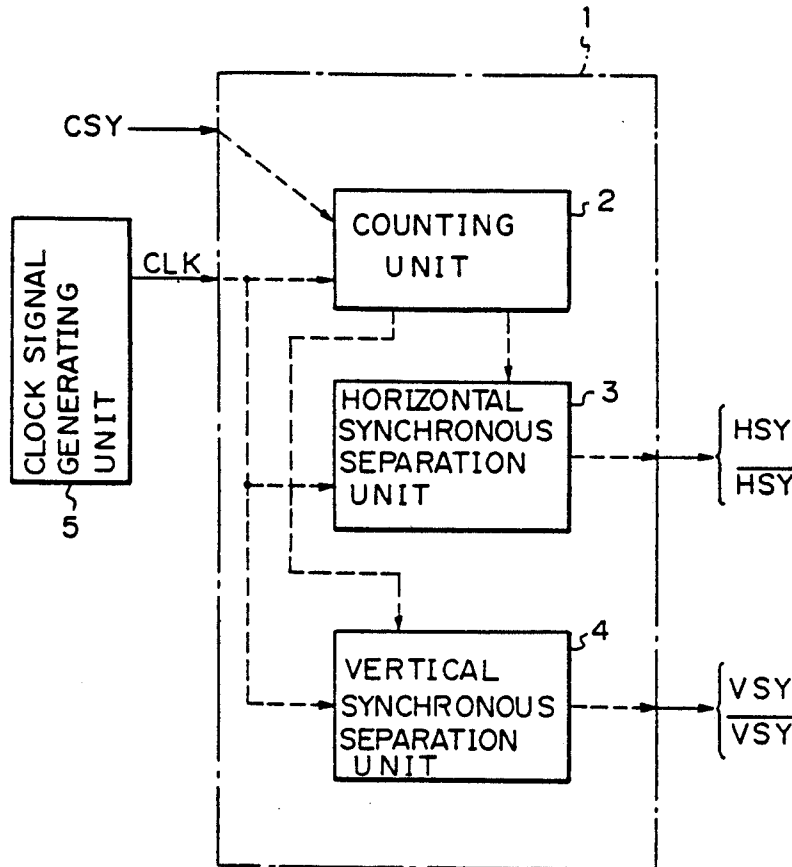 1
CSY
COUNTING
UNIT
2
CLOCK SIGNAL
GENERATING
UNIT
5
CLK
HORIZONTAL
SYNCHRONOUS
SEPARATION
UNIT
3
HSY
HSY
VERTICAL
SYNCHRONOUS
SEPARATION
UNIT
4
VSY
VSY